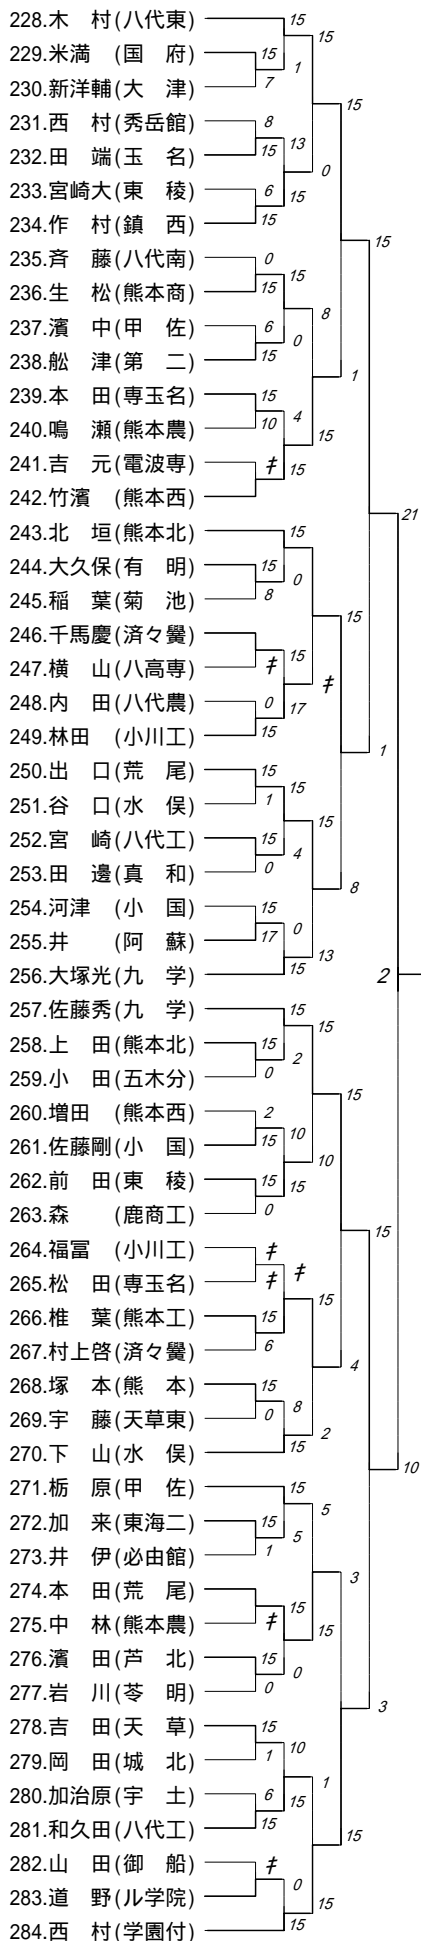 228.木　村(八代東)
15
15
229.米満　(国　府)
15
1
230.新洋輔(大　津)
7
15
231.西　村(秀岳館)
8
13
232.田　端(玉　名)
15
0
233.宮崎大(東　稜)
6
15
234.作　村(鎮　西)
15
15
235.斉　藤(八代南)
0
15
236.生　松(熊本商)
15
8
237.濱　中(甲　佐)
6
0
238.舩　津(第　二)
15
1
239.本　田(専玉名)
15
4
240.鳴　瀬(熊本農)
10
15
241.吉　元(電波専)
キ
15
242.竹濱　(熊本西)
21
243.北　垣(熊本北)
15
244.大久保(有　明)
15
0
245.稲　葉(菊　池)
8
15
246.千馬慶(済々黌)
15
247.横　山(八高専)
キ
キ
248.内　田(八代農)
0
17
249.林田　(小川工)
15
1
250.出　口(荒　尾)
15
15
251.谷　口(水　俣)
1
15
252.宮　崎(八代工)
15
4
253.田　邊(真　和)
0
8
254.河津　(小　国)
15
0
255.井　　(阿　蘇)
17
13
256.大塚光(九　学)
15
2
257.佐藤秀(九　学)
15
15
258.上　田(熊本北)
15
2
259.小　田(五木分)
0
15
260.増田　(熊本西)
2
10
261.佐藤剛(小　国)
15
10
262.前　田(東　稜)
15
15
263.森　　(鹿商工)
0
15
264.福冨　(小川工)
キ
キ
265.松　田(専玉名)
キ
15
266.椎　葉(熊本工)
15
267.村上啓(済々黌)
6
4
268.塚　本(熊　本)
15
8
269.宇　藤(天草東)
0
2
270.下　山(水　俣)
15
10
271.栃　原(甲　佐)
15
5
272.加　来(東海二)
15
5
273.井　伊(必由館)
1
3
274.本　田(荒　尾)
15
275.中　林(熊本農)
キ
15
276.濱　田(芦　北)
15
0
277.岩　川(苓　明)
0
3
278.吉　田(天　草)
15
10
279.岡　田(城　北)
1
1
280.加治原(宇　土)
6
15
281.和久田(八代工)
15
15
282.山　田(御　船)
キ
0
283.道　野(ル学院)
15
284.西　村(学園付)
15